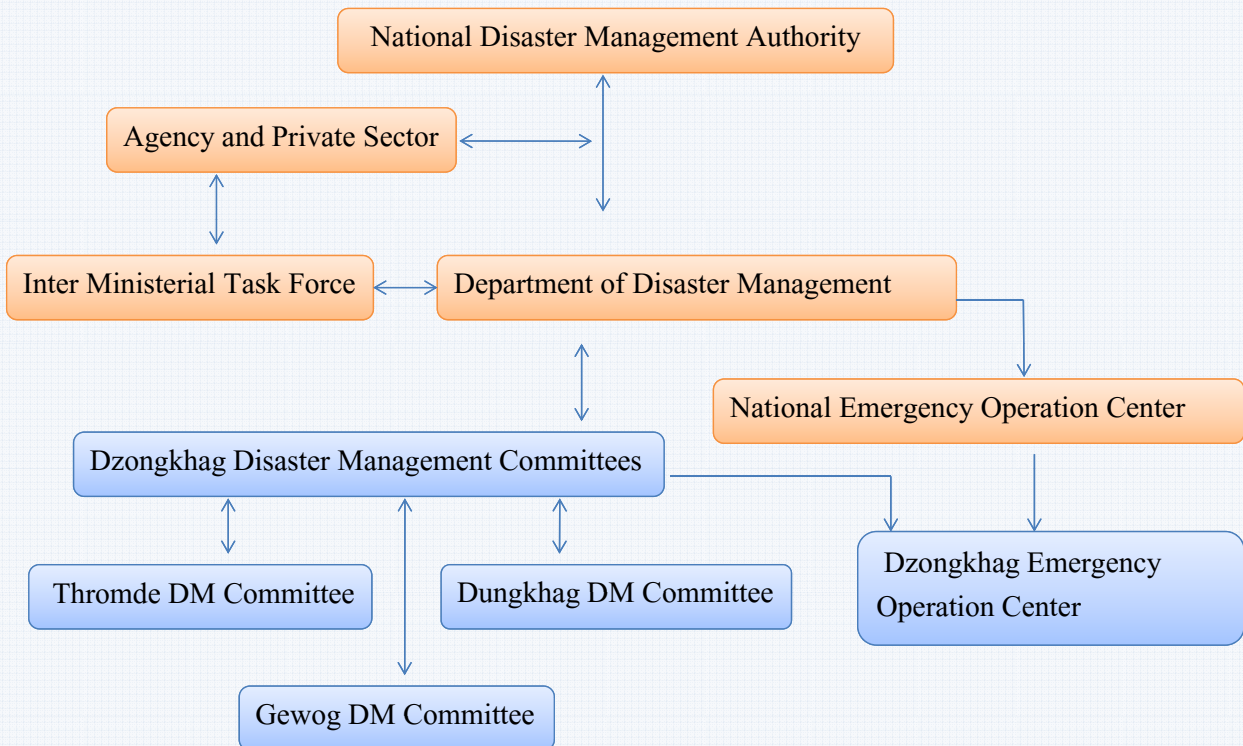 National Disaster Management Authority
Agency and Private Sector
Inter Ministerial Task Force
Department of Disaster Management
National Emergency Operation Center
Dzongkhag Disaster Management Committees
Dzongkhag Emergency
Operation Center
Thromde DM Committee
Dungkhag DM Committee
Gewog DM Committee